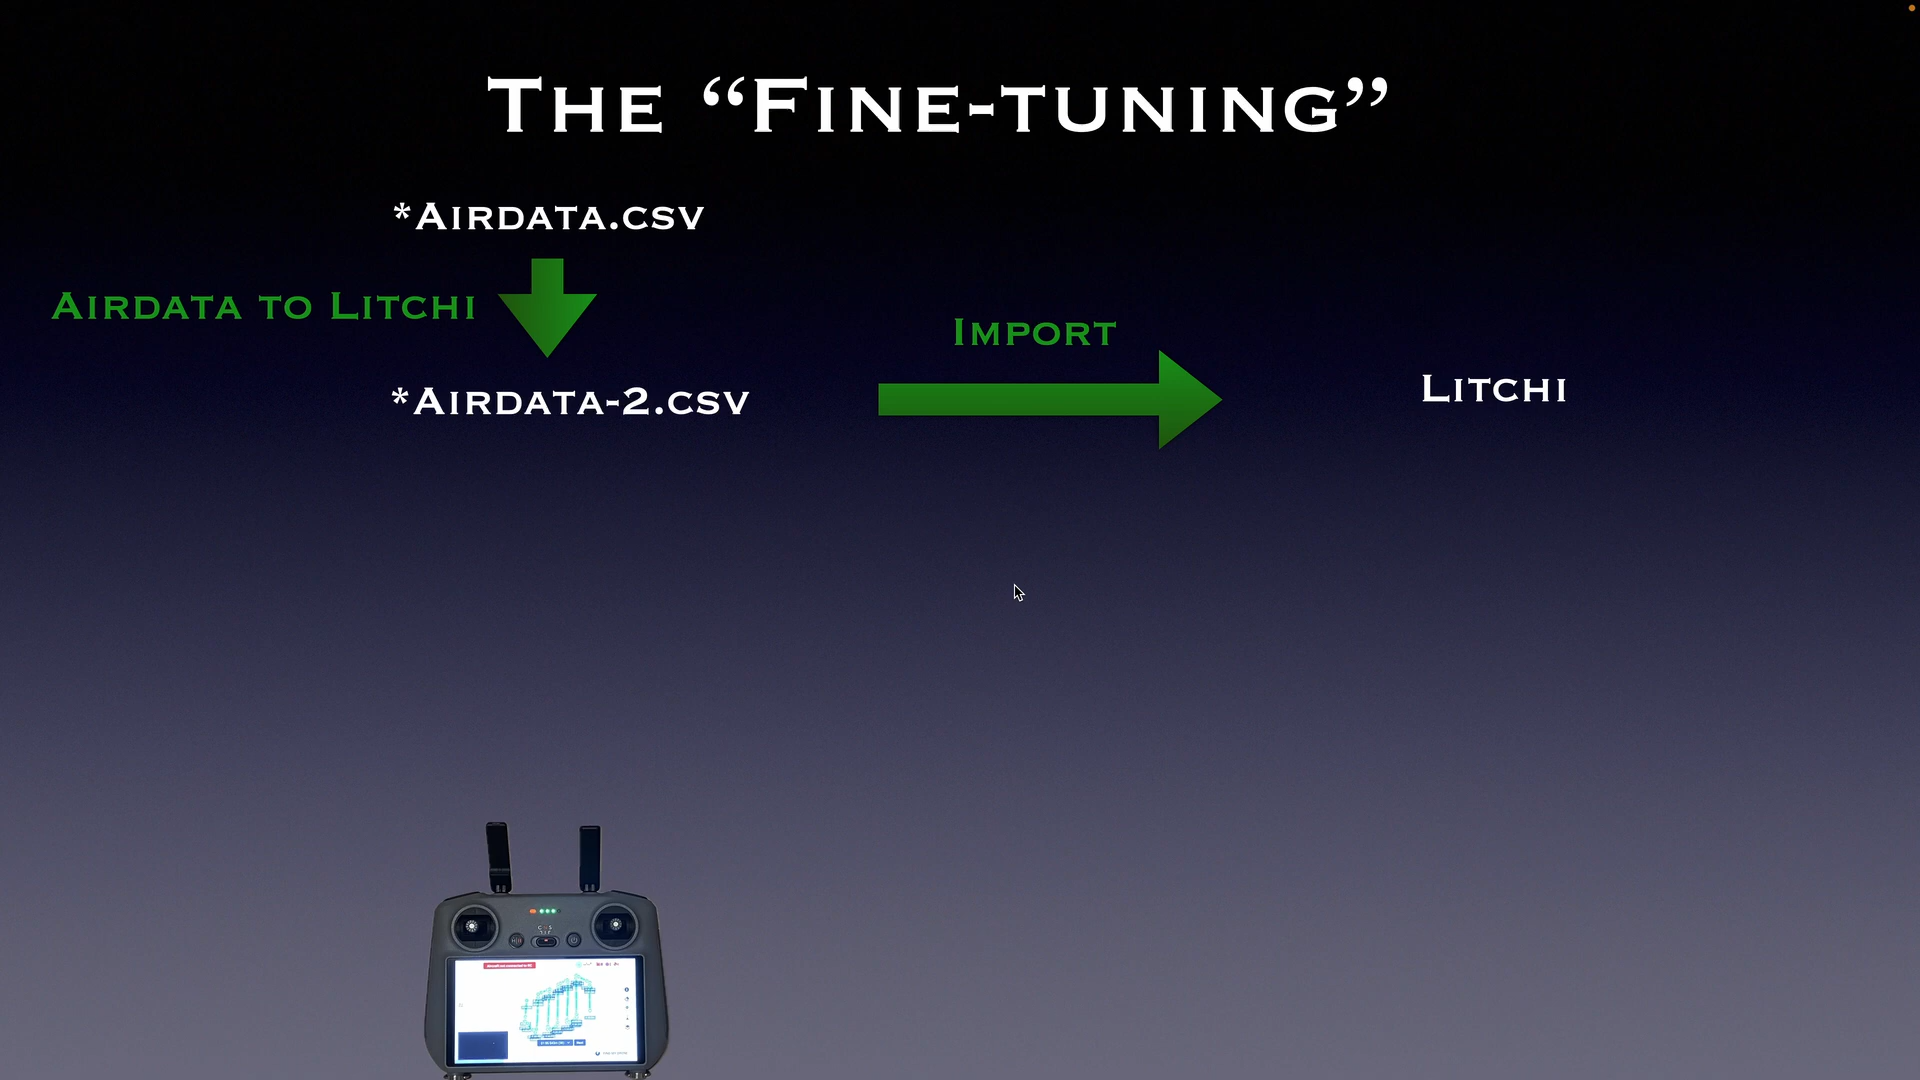 The “Fine-tuning”
*Airdata.csv
Airdata to Litchi
Import
*Airdata-2.csv
Litchi